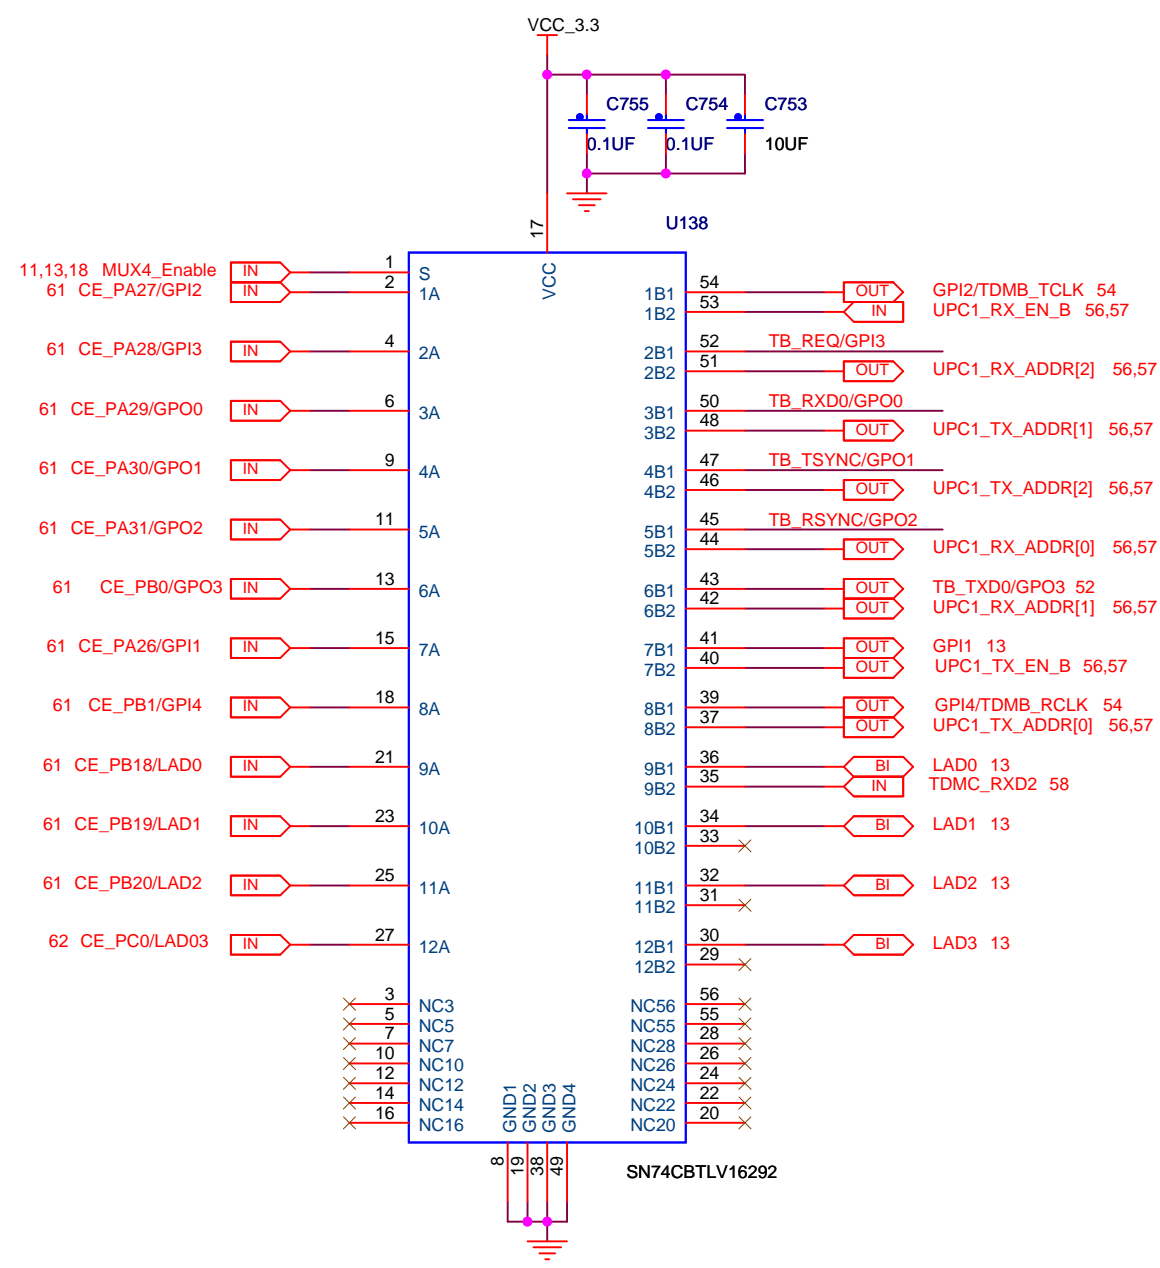 VCC_3.3
C755 C754 C753
0.1UF 0.1UF 10UF
U138
17
VCC
11,13,18 MUX4_Enable IN 1 S
61 CE_PA27/GPI2 IN 2 1A
1B1 54 OUT GPI2/TDMB_TCLK 54
1B2 53 IN UPC1_RX_EN_B 56,57
61 CE_PA28/GPI3 IN 4 2A
2B1 52 TB_REQ/GPI3
2B2 51 OUT UPC1_RX_ADDR[2] 56,57
61 CE_PA29/GPO0 IN 6 3A
3B1 50 TB_RXD0/GPO0
3B2 48 OUT UPC1_TX_ADDR[1] 56,57
61 CE_PA30/GPO1 IN 9 4A
4B1 47 TB_TSYNC/GPO1
4B2 46 OUT UPC1_TX_ADDR[2] 56,57
61 CE_PA31/GPO2 IN 11 5A
5B1 45 TB_RSYNC/GPO2
5B2 44 OUT UPC1_RX_ADDR[0] 56,57
61 CE_PB0/GPO3 IN 13 6A
6B1 43 OUT TB_TXD0/GPO3 52
6B2 42 OUT UPC1_RX_ADDR[1] 56,57
61 CE_PA26/GPI1 IN 15 7A
7B1 41 OUT GPI1 13
7B2 40 OUT UPC1_TX_EN_B 56,57
61 CE_PB1/GPI4 IN 18 8A
8B1 39 OUT GPI4/TDMB_RCLK 54
8B2 37 OUT UPC1_TX_ADDR[0] 56,57
61 CE_PB18/LAD0 IN 21 9A
9B1 36 BI LAD0 13
9B2 35 IN TDMC_RXD2 58
61 CE_PB19/LAD1 IN 23 10A
10B1 34 BI LAD1 13
10B2 33
61 CE_PB20/LAD2 IN 25 11A
11B1 32 BI LAD2 13
11B2 31
62 CE_PC0/LAD03 IN 27 12A
12B1 30 BI LAD3 13
12B2 29
3 NC3 NC56 56
5 NC5 NC55 55
7 NC7 NC28 28
10 NC10 NC26 26
12 NC12 NC24 24
14 NC14 NC22 22
16 NC16 NC20 20
GND1 GND2 GND3 GND4
8 19 38 49
SN74CBTLV16292